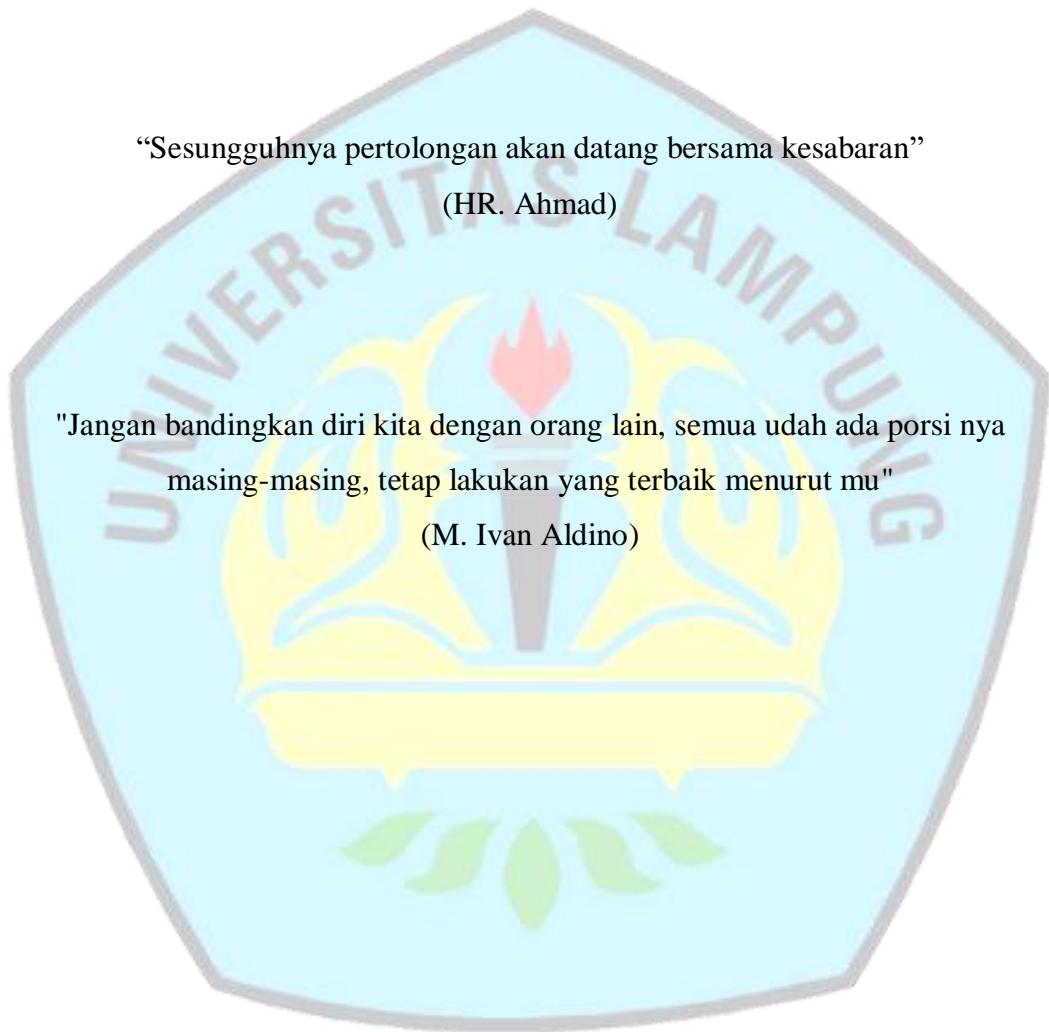 “Sesungguhnya pertolongan akan datang bersama kesabaran”
(HR. Ahmad)
UNIVERSITAS LAMPUNG
"Jangan bandingkan diri kita dengan orang lain, semua udah ada porsi nya
masing-masing, tetap lakukan yang terbaik menurut mu"
(M. Ivan Aldino)